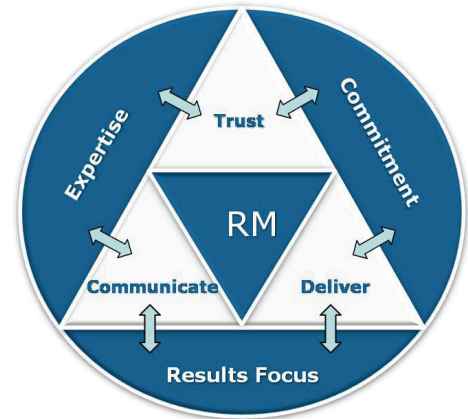 Trust
Expertise
Commitment
RM
Communicate
Deliver
Results Focus